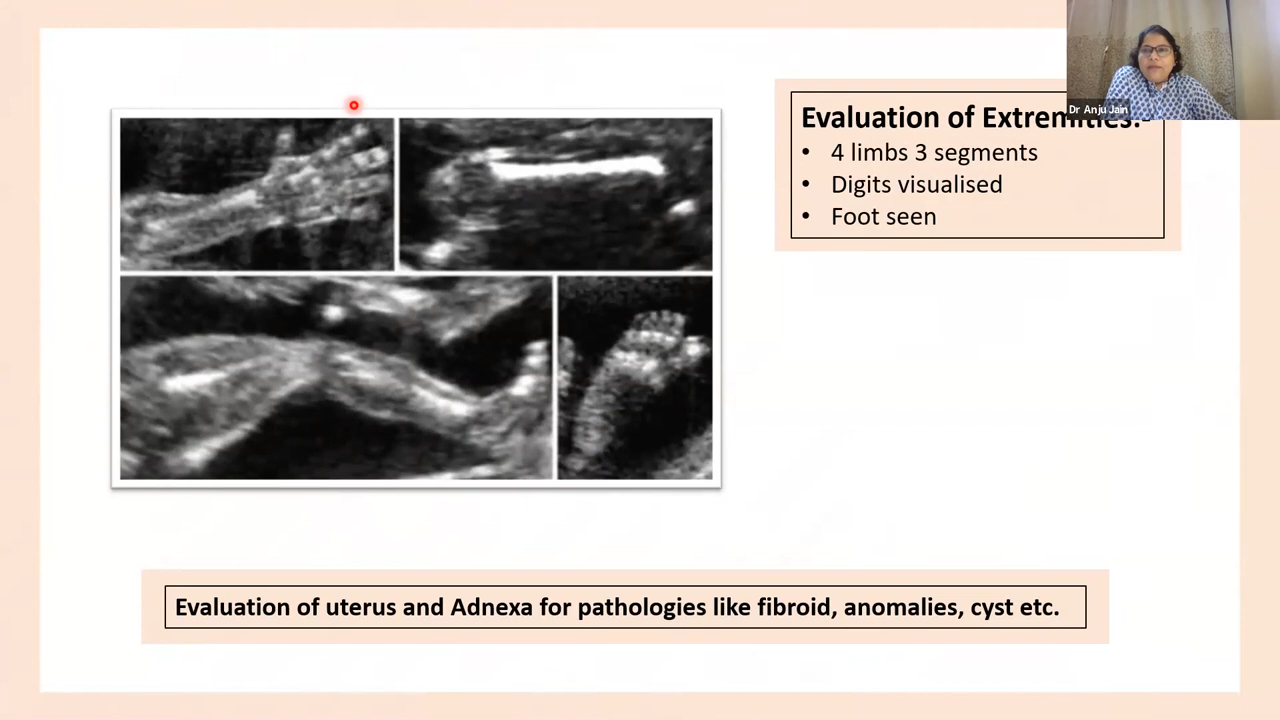 Dr Anju Jain
Evaluation of Extremities:-
• 4 limbs 3 segments
• Digits visualised
• Foot seen
Evaluation of uterus and Adnexa for pathologies like fibroid, anomalies, cyst etc.